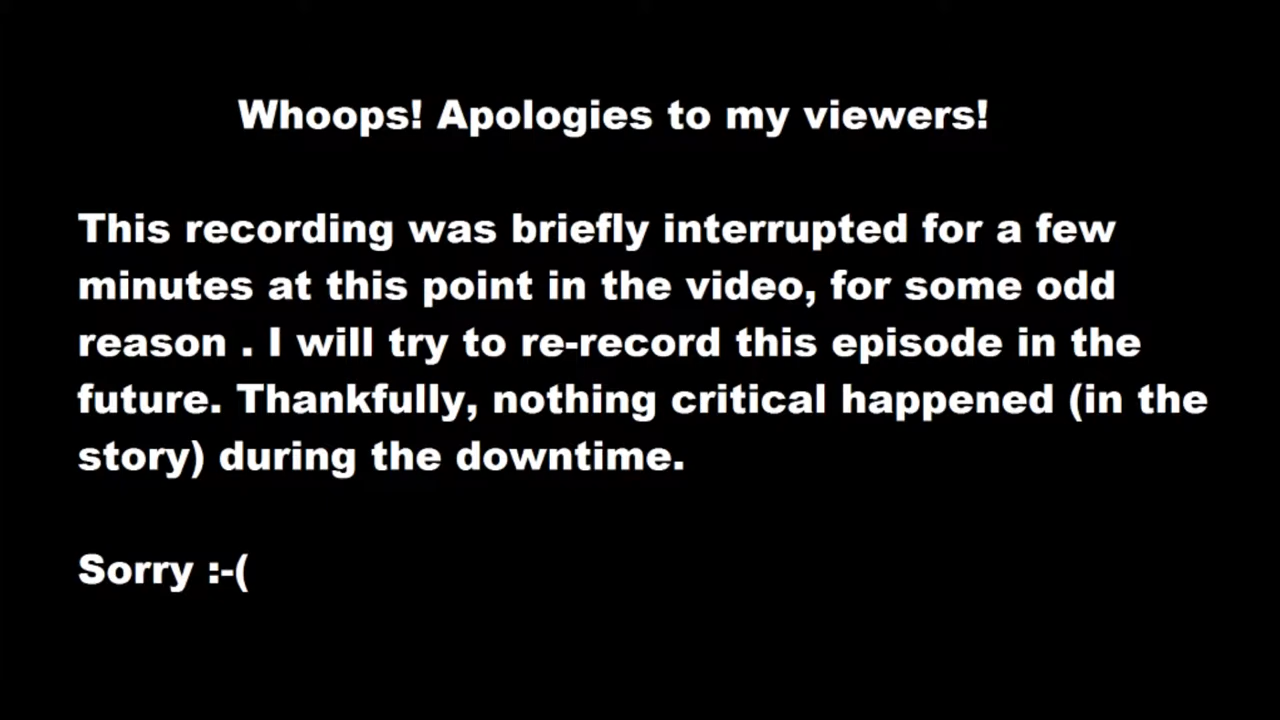 Whoops! Apologies to my viewers!
This recording was briefly interrupted for a few
minutes at this point in the video, for some odd
reason . I will try to re-record this episode in the
future. Thankfully, nothing critical happened (in the
story) during the downtime.
Sorry :-(